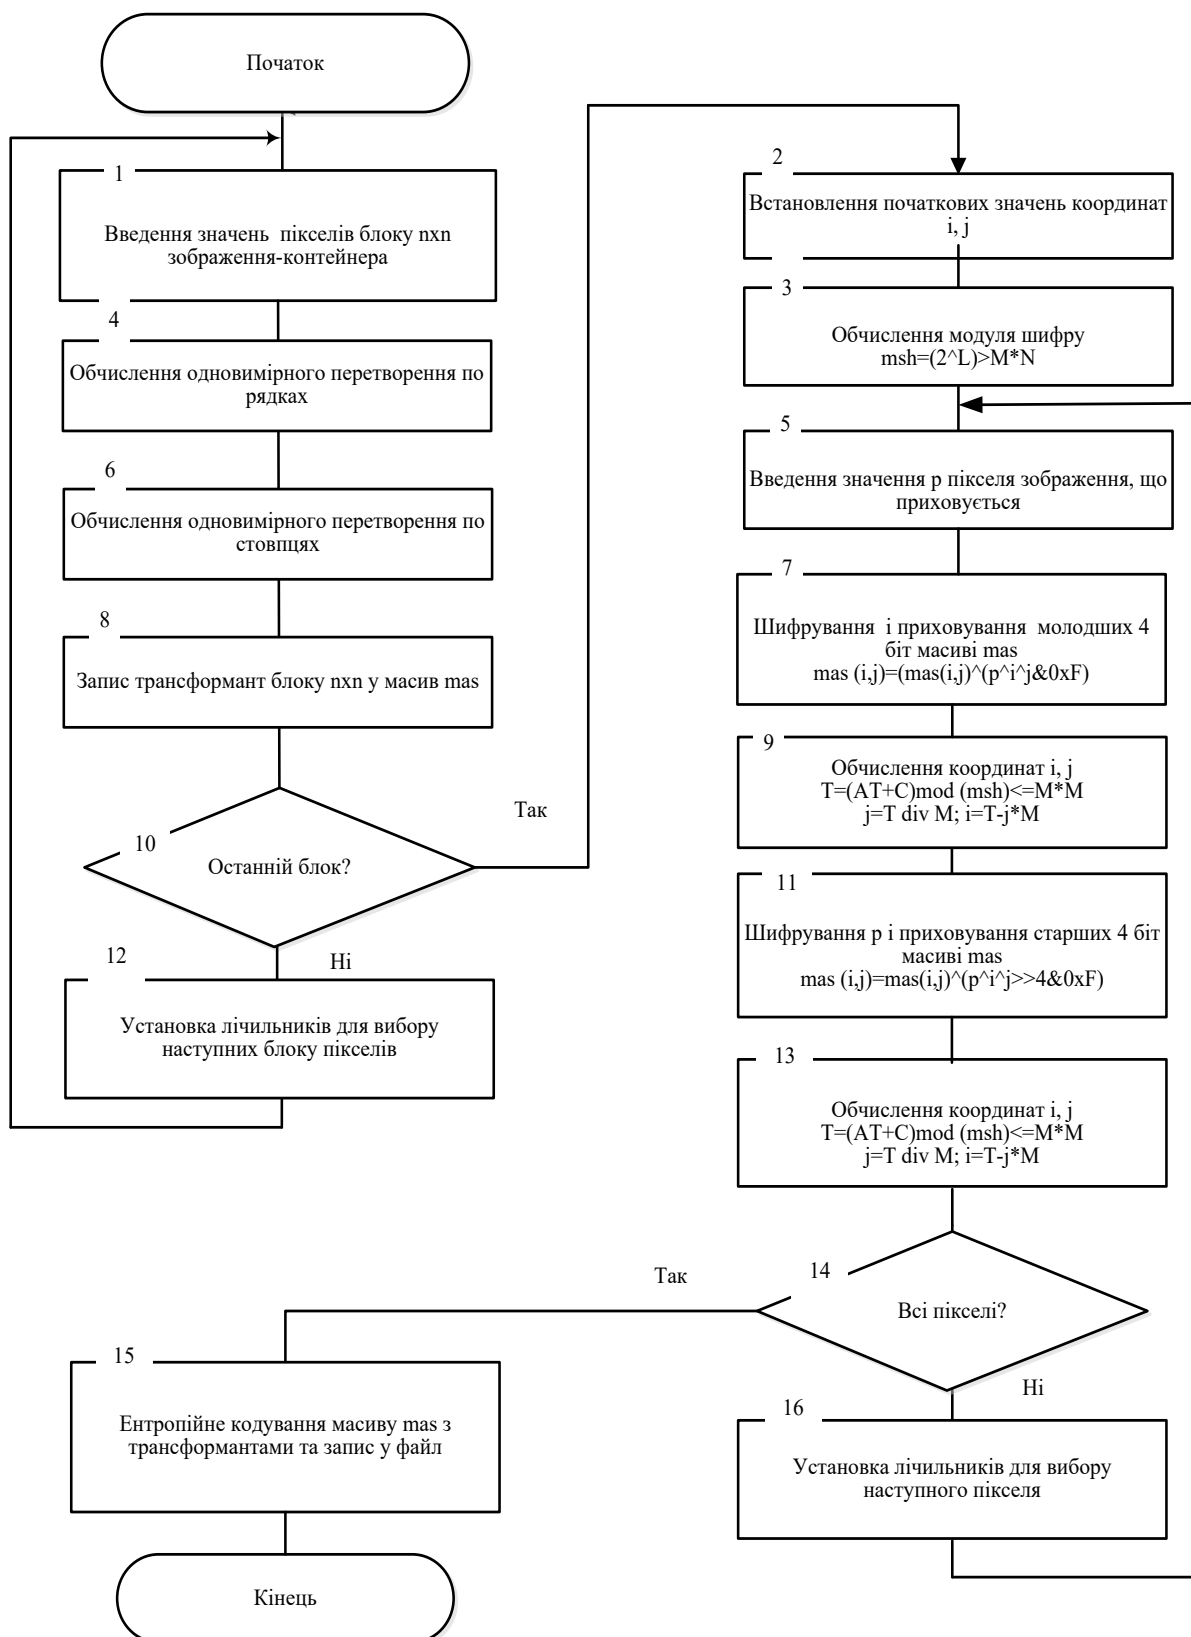 Початок
1
Введення значень пікселів блоку nxn
зображення-контейнера
4
Обчислення одновимірного перетворення по
рядках
6
Обчислення одновимірного перетворення по
стовпцях
8
Запис трансформант блоку nxn у масив mas
10
Останній блок?
Так
Ні
12
Установка лічильників для вибору
наступних блоку пікселів
2
Встановлення початкових значень координат
i, j
3
Обчислення модуля шифру
msh=(2^L)>M*N
5
Введення значення p пікселя зображення, що
приховується
7
Шифрування і приховування молодших 4
біт масиві mas
mas (i,j)=(mas(i,j)^(p^i^j&0xF)
9
Обчислення координат i, j
T=(AT+C)mod (msh)<=M*M
j=T div M; i=T-j*M
11
Шифрування р і приховування старших 4 біт
масиві mas
mas (i,j)=mas(i,j)^(p^i^j>>4&0xF)
13
Обчислення координат i, j
T=(AT+C)mod (msh)<=M*M
j=T div M; i=T-j*M
14
Всі пікселі?
Так
Ні
16
Установка лічильників для вибору
наступного пікселя
15
Ентропійне кодування масиву mas з
трансформантами та запис у файл
Кінець